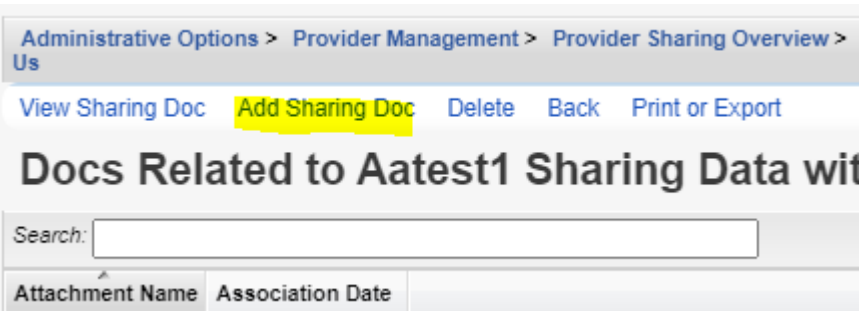 Administrative Options > Provider Management > Provider Sharing Overview >
Us
View Sharing Doc Add Sharing Doc Delete Back Print or Export
Docs Related to Aatest1 Sharing Data wit
Search:
Attachment Name Association Date